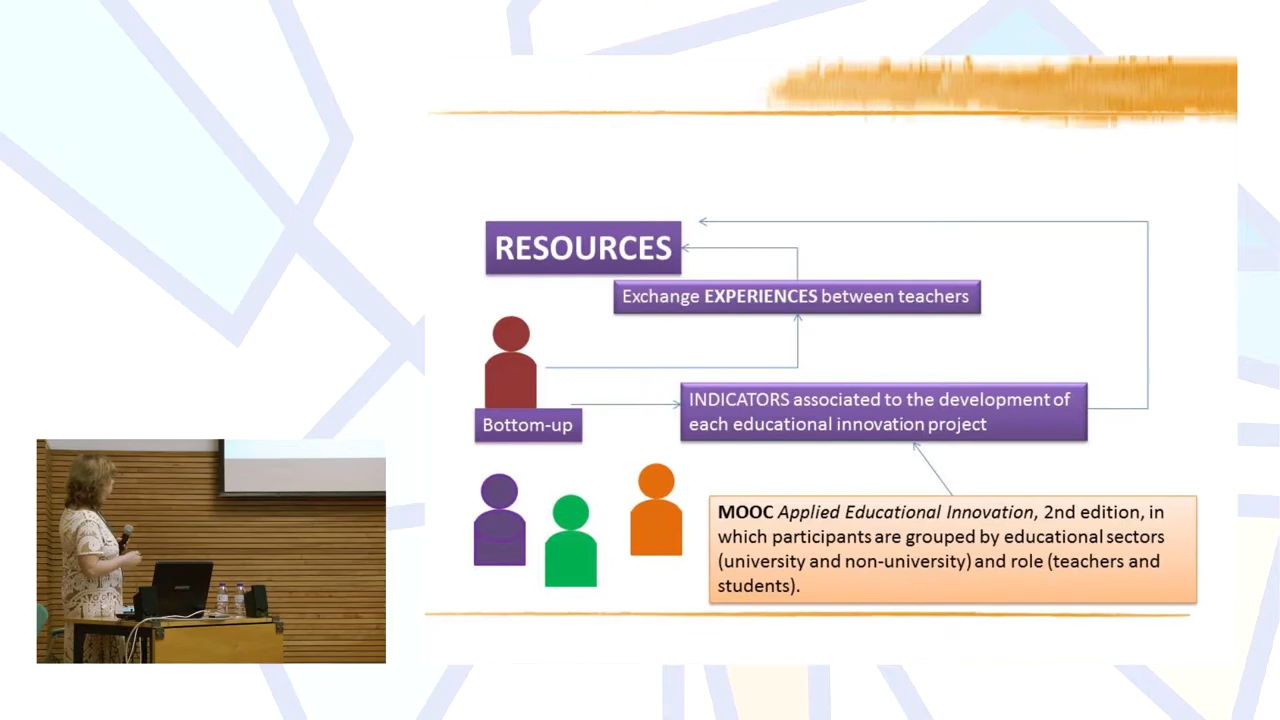 RESOURCES
Exchange EXPERIENCES between teachers
INDICATORS associated to the development of
each educational innovation project
Bottom-up
MOOC Applied Educational Innovation, 2nd edition, in
which participants are grouped by educational sectors
(university and non-university) and role (teachers and
students).